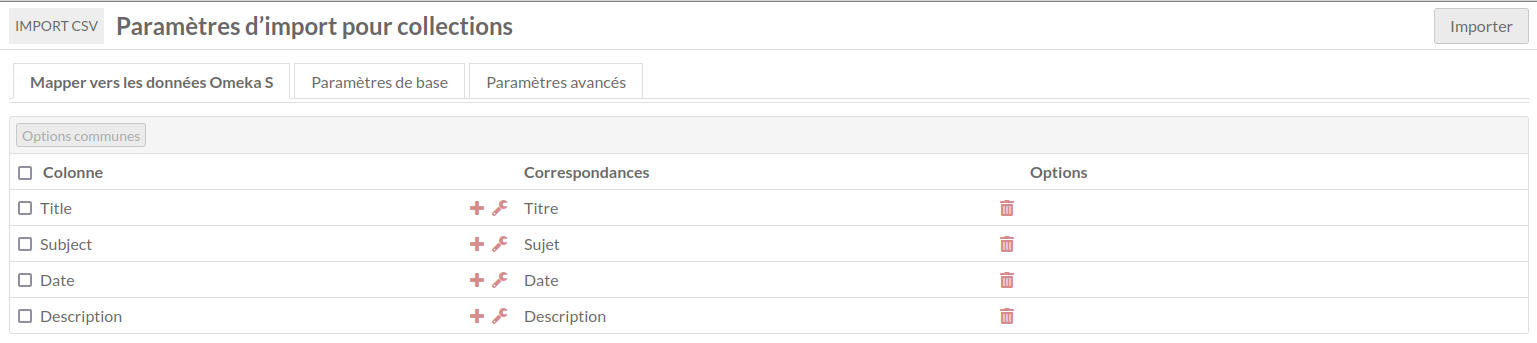 IMPORT CSV Paramètres d’import pour collections Importer
Mapper vers les données Omeka S Paramètres de base Paramètres avancés
Options communes
Colonne Correspondances Options
Title Titre
Subject Sujet
Date Date
Description Description